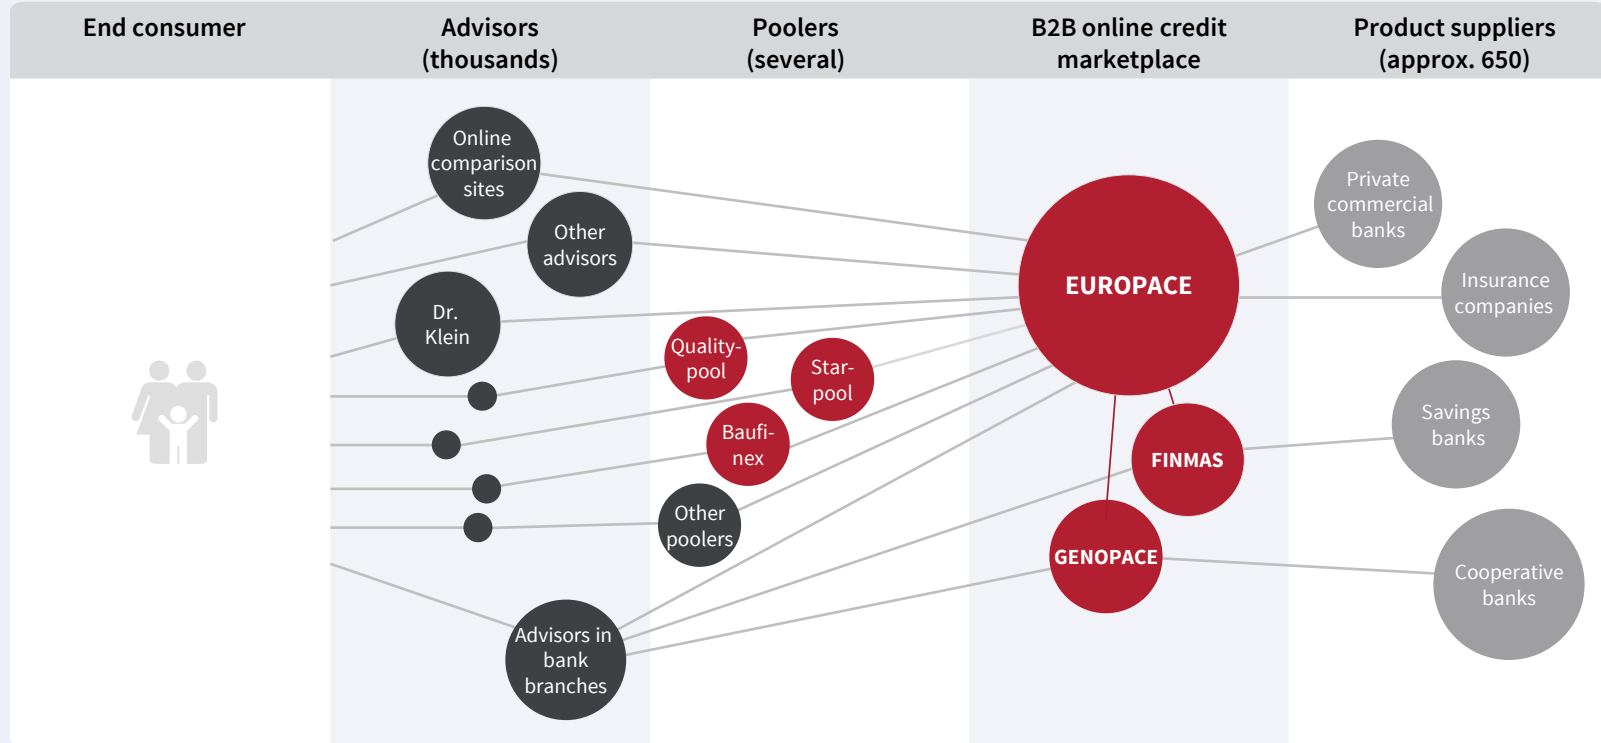 End consumer
Advisors
(thousands)
Poolers
(several)
B2B online credit
marketplace
Product suppliers
(approx. 650)
Online
comparison
sites
Other
advisors
Dr.
Klein
Advisors in
bank
branches
Quality-
pool
Star-
pool
Baufi-
nex
Other
poolers
EUROPACE
FINMAS
GENOPACE
Private
commercial
banks
Insurance
companies
Savings
banks
Cooperative
banks